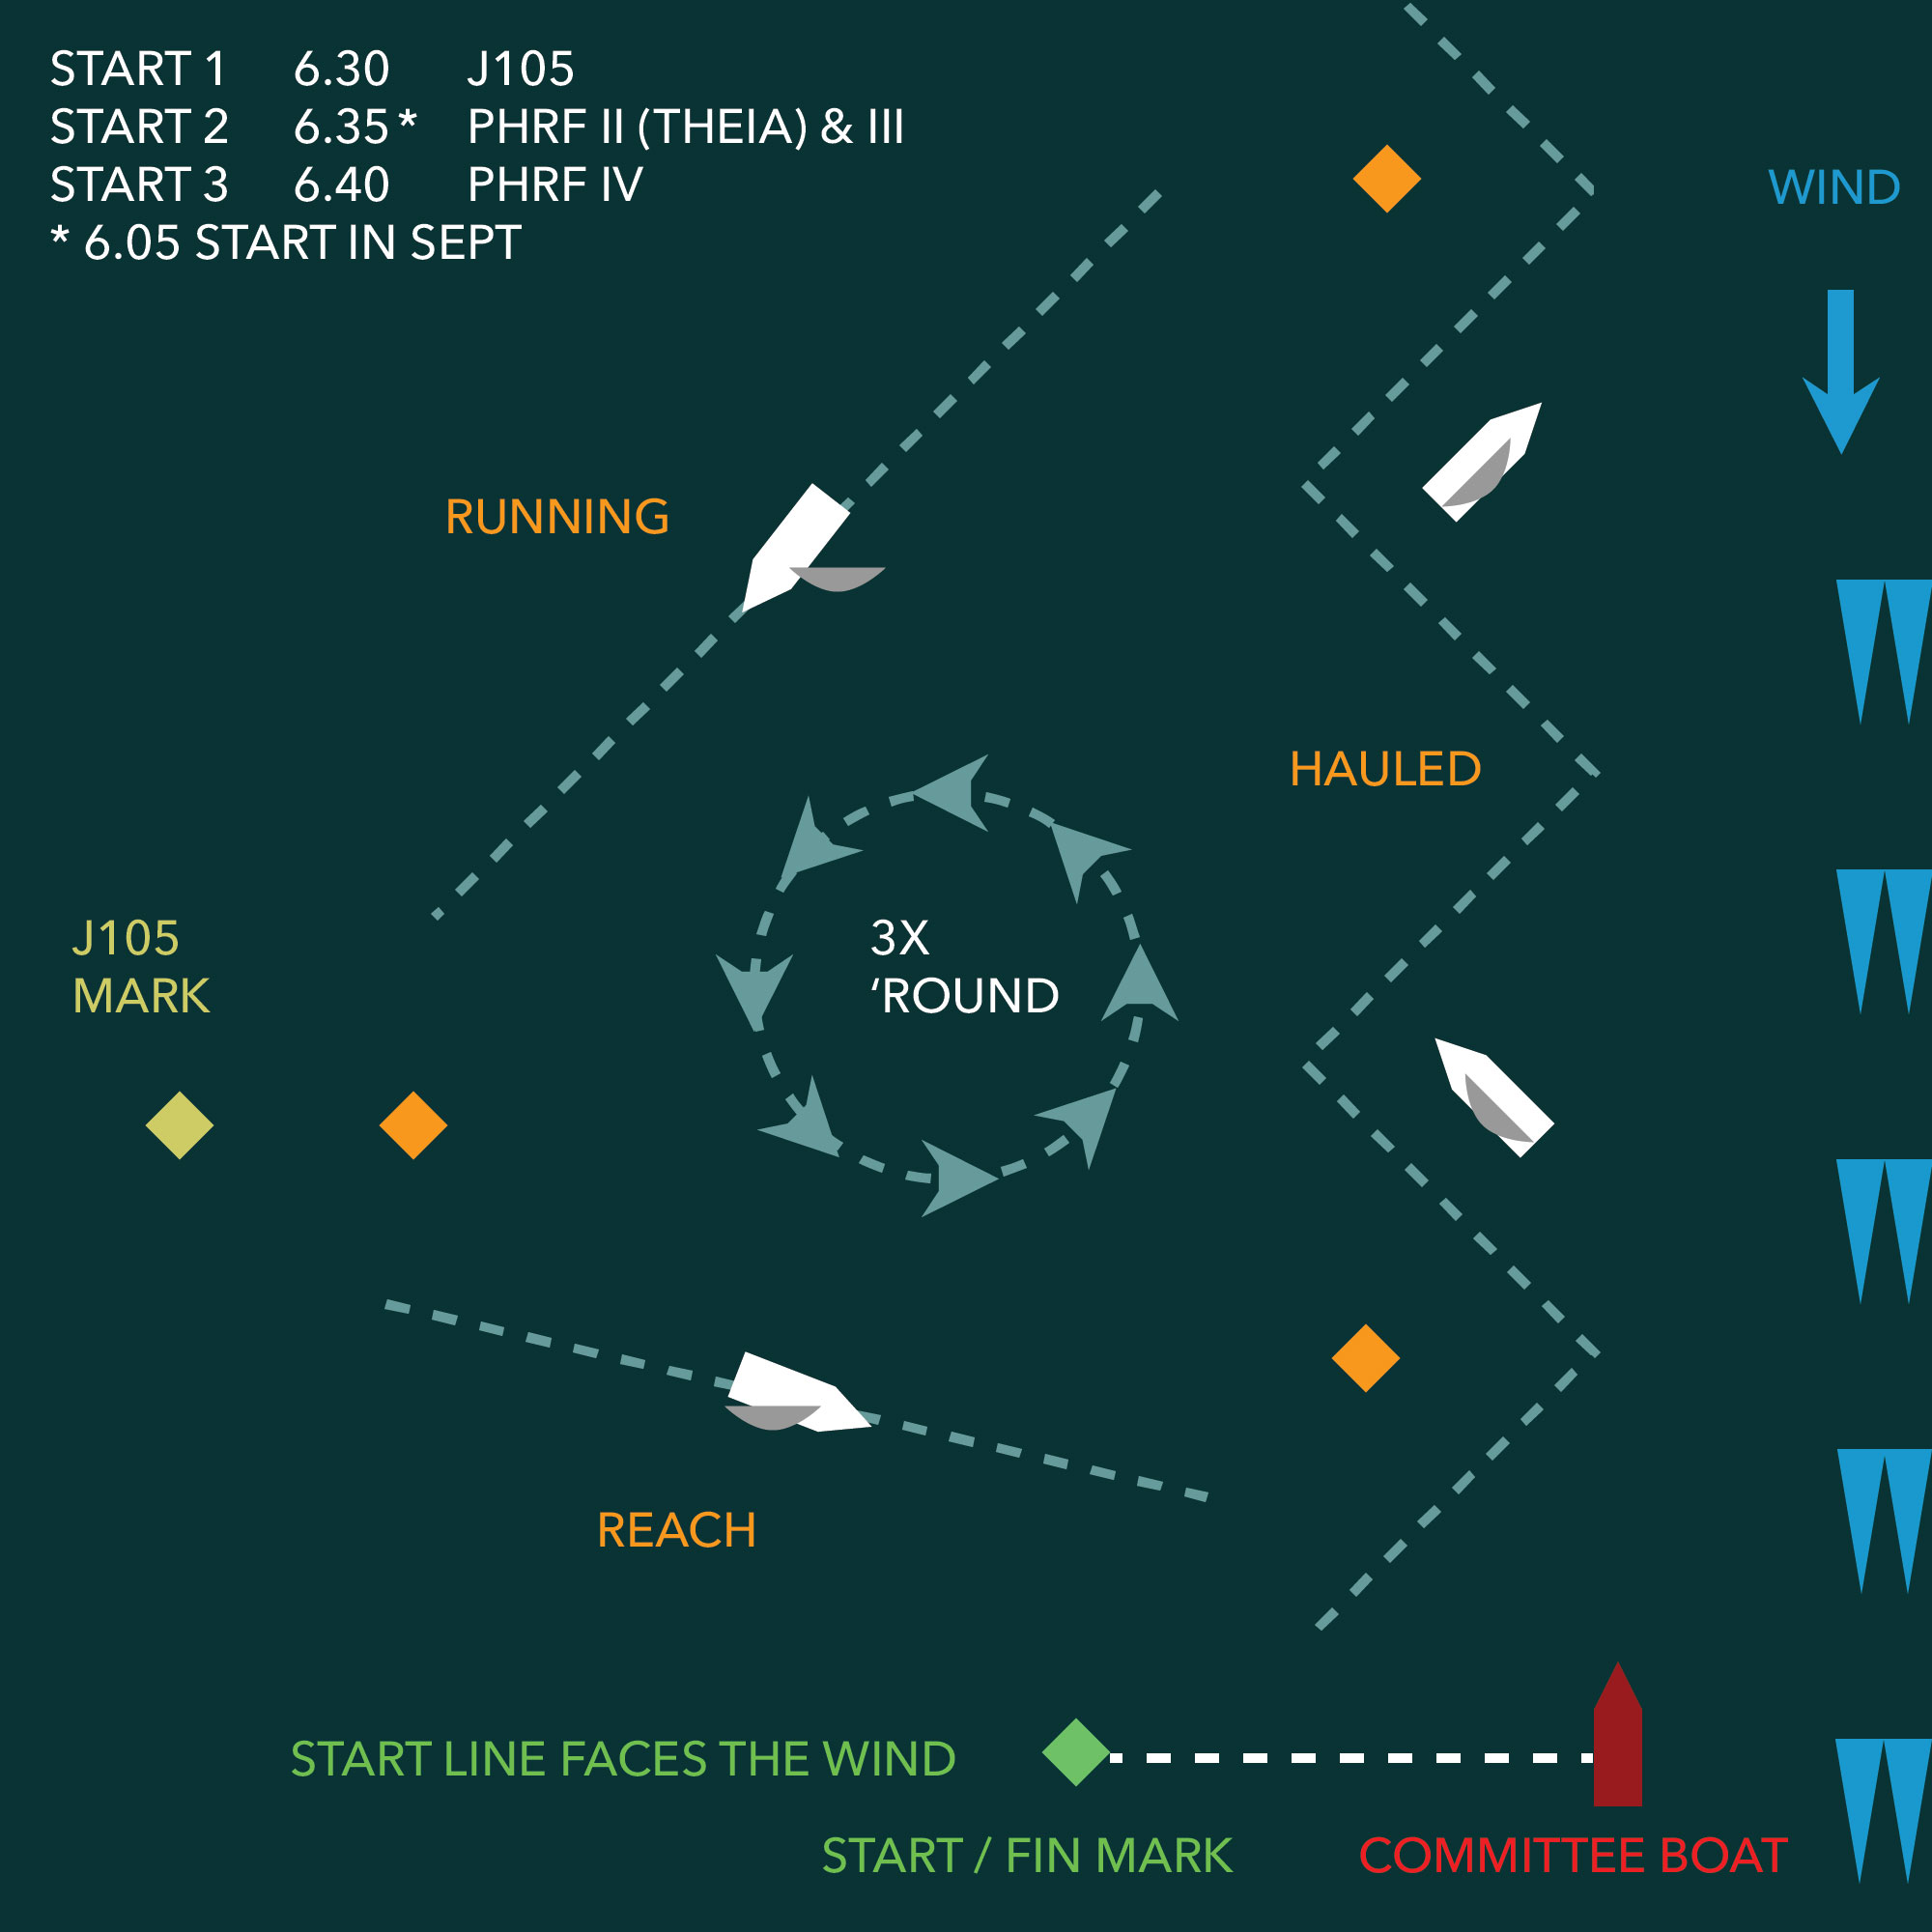 START 1 6.30 J105
START 2 6.35 * PHRF II (THEIA) & III
START 3 6.40 PHRF IV
* 6.05 START IN SEPT
WIND
RUNNING
HAULED
J105
MARK
3X
‘ROUND
REACH
START LINE FACES THE WIND
START / FIN MARK
COMMITTEE BOAT